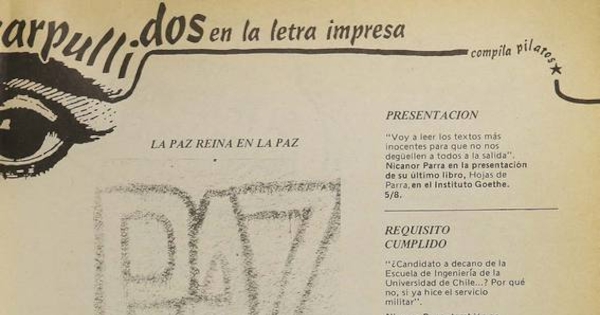 arpullidos en la letra impresa
compila pilatos
LA PAZ REINA EN LA PAZ
PAZ
PRESENTACION
"Voy a leer los textos más
inocentes para que no nos
degüellen a todos a la salida".
Nicanor Parra en la presentación
de su último libro, Hojas de
Parra, en el Instituto Goethe.
5/8.
REQUISITO
CUMPLIDO
"¿Candidato a decano de la
Escuela de Ingeniería de la
Universidad de Chile...? Por qué
no, si ya hice el servicio
militar".